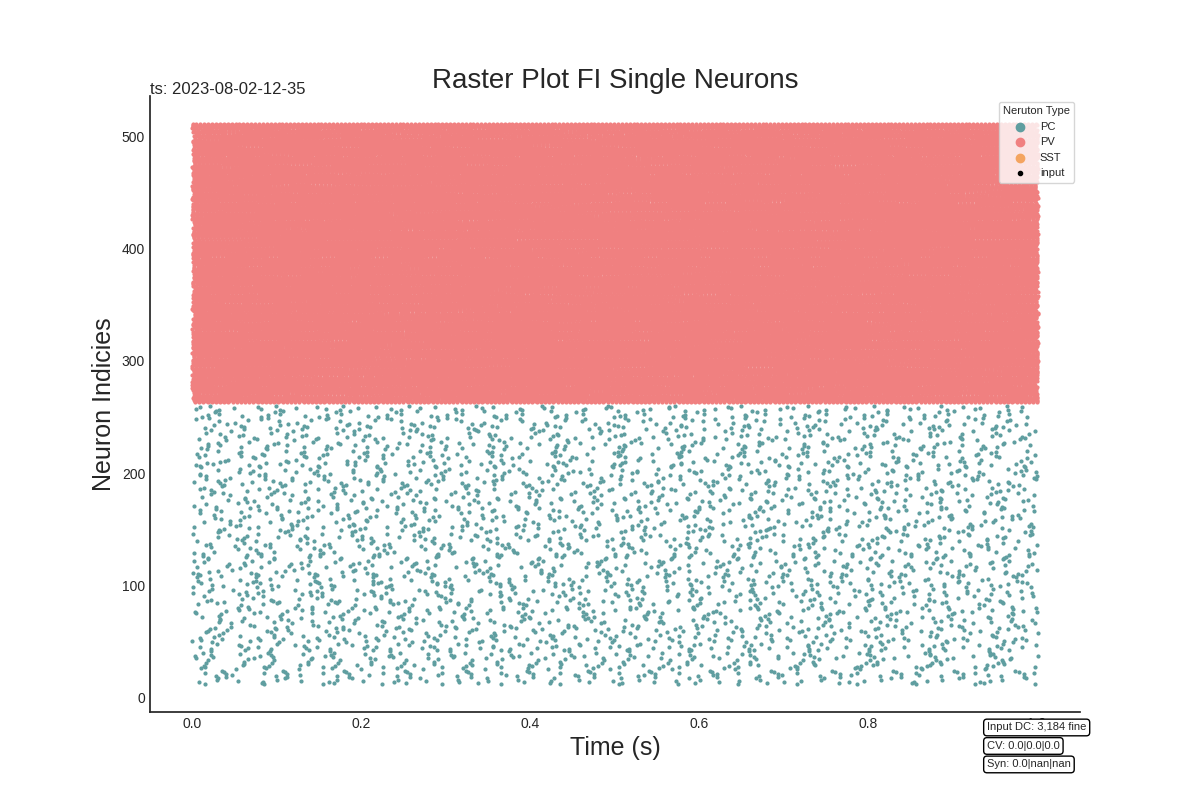 Raster Plot FI Single Neurons
ts: 2023-08-02-12-35
Neruton Type
PC
PV
SST
input
500
400
300
200
100
0
Neuron Indicies
0.0 0.2 0.4 0.6 0.8
Time (s)
Input DC: 3,184 fine
CV: 0.0|0.0|0.0
Syn: 0.0|nan|nan